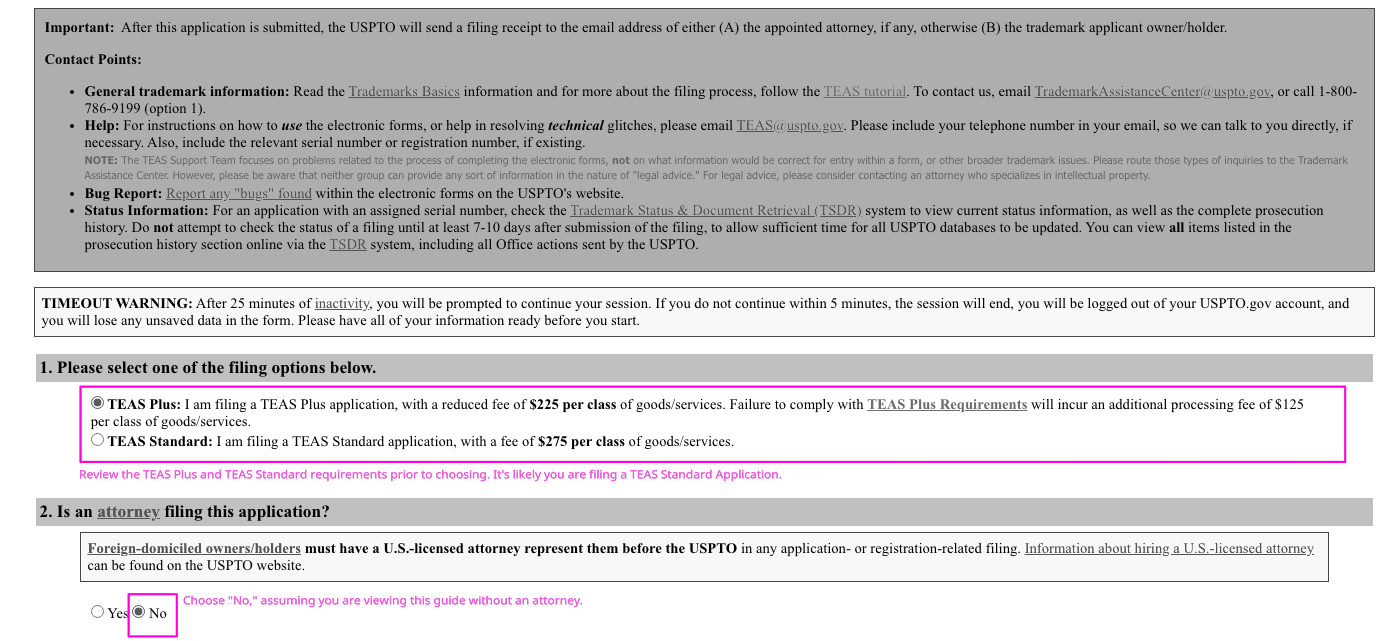 Important: After this application is submitted, the USPTO will send a filing receipt to the email address of either (A) the appointed attorney, if any, otherwise (B) the trademark applicant owner/holder.
Contact Points:
• General trademark information: Read the Trademarks Basics information and for more about the filing process, follow the TEAS tutorial. To contact us, email TrademarkAssistanceCenter@uspto.gov, or call 1-800-
786-9199 (option 1).
• Help: For instructions on how to use the electronic forms, or help in resolving technical glitches, please email TEAS@uspto.gov. Please include your telephone number in your email, so we can talk to you directly, if
necessary. Also, include the relevant serial number or registration number, if existing.
NOTE: The TEAS Support Team focuses on problems related to the process of completing the electronic forms, not on what information would be correct for entry within a form, or other broader trademark issues. Please route those types of inquiries to the Trademark
Assistance Center. However, please be aware that neither group can provide any sort of information in the nature of "legal advice." For legal advice, please consider contacting an attorney who specializes in intellectual property.
• Bug Report: Report any "bugs" found within the electronic forms on the USPTO's website.
• Status Information: For an application with an assigned serial number, check the Trademark Status & Document Retrieval (TSDR) system to view current status information, as well as the complete prosecution
history. Do not attempt to check the status of a filing until at least 7-10 days after submission of the filing, to allow sufficient time for all USPTO databases to be updated. You can view all items listed in the
prosecution history section online via the TSDR system, including all Office actions sent by the USPTO.
TIMEOUT WARNING: After 25 minutes of inactivity, you will be prompted to continue your session. If you do not continue within 5 minutes, the session will end, you will be logged out of your USPTO.gov account, and
you will lose any unsaved data in the form. Please have all of your information ready before you start.
1. Please select one of the filing options below.
TEAS Plus: I am filing a TEAS Plus application, with a reduced fee of $225 per class of goods/services. Failure to comply with TEAS Plus Requirements will incur an additional processing fee of $125
per class of goods/services.
TEAS Standard: I am filing a TEAS Standard application, with a fee of $275 per class of goods/services.
Review the TEAS Plus and TEAS Standard requirements prior to choosing. It's likely you are filing a TEAS Standard Application.
2. Is an attorney filing this application?
Foreign-domiciled owners/holders must have a U.S.-licensed attorney represent them before the USPTO in any application- or registration-related filing. Information about hiring a U.S.-licensed attorney
can be found on the USPTO website.
Yes No Choose "No," assuming you are viewing this guide without an attorney.